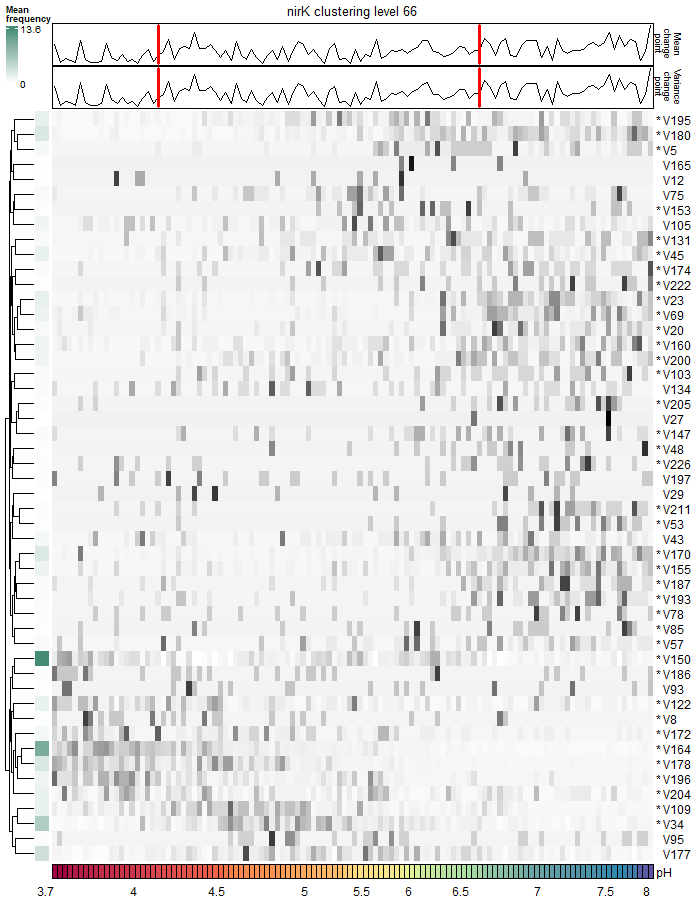 nirK clustering level 66
Mean
frequency
13.6
0
Mean
change
point
Variance
change
point
* V195
* V180
* V5
V165
V12
V75
* V153
V105
* V131
* V45
* V174
* V222
* V23
* V69
* V20
* V160
* V200
* V103
V134
* V205
V27
* V147
* V48
* V226
V197
V29
* V211
* V53
V43
* V170
* V155
* V187
* V193
* V78
* V85
* V57
* V150
* V186
V93
* V122
* V8
* V172
* V164
* V178
* V196
* V204
* V109
* V34
V95
V177
pH
3.7 4 4.5 5 5.5 6 6.5 7 7.5 8